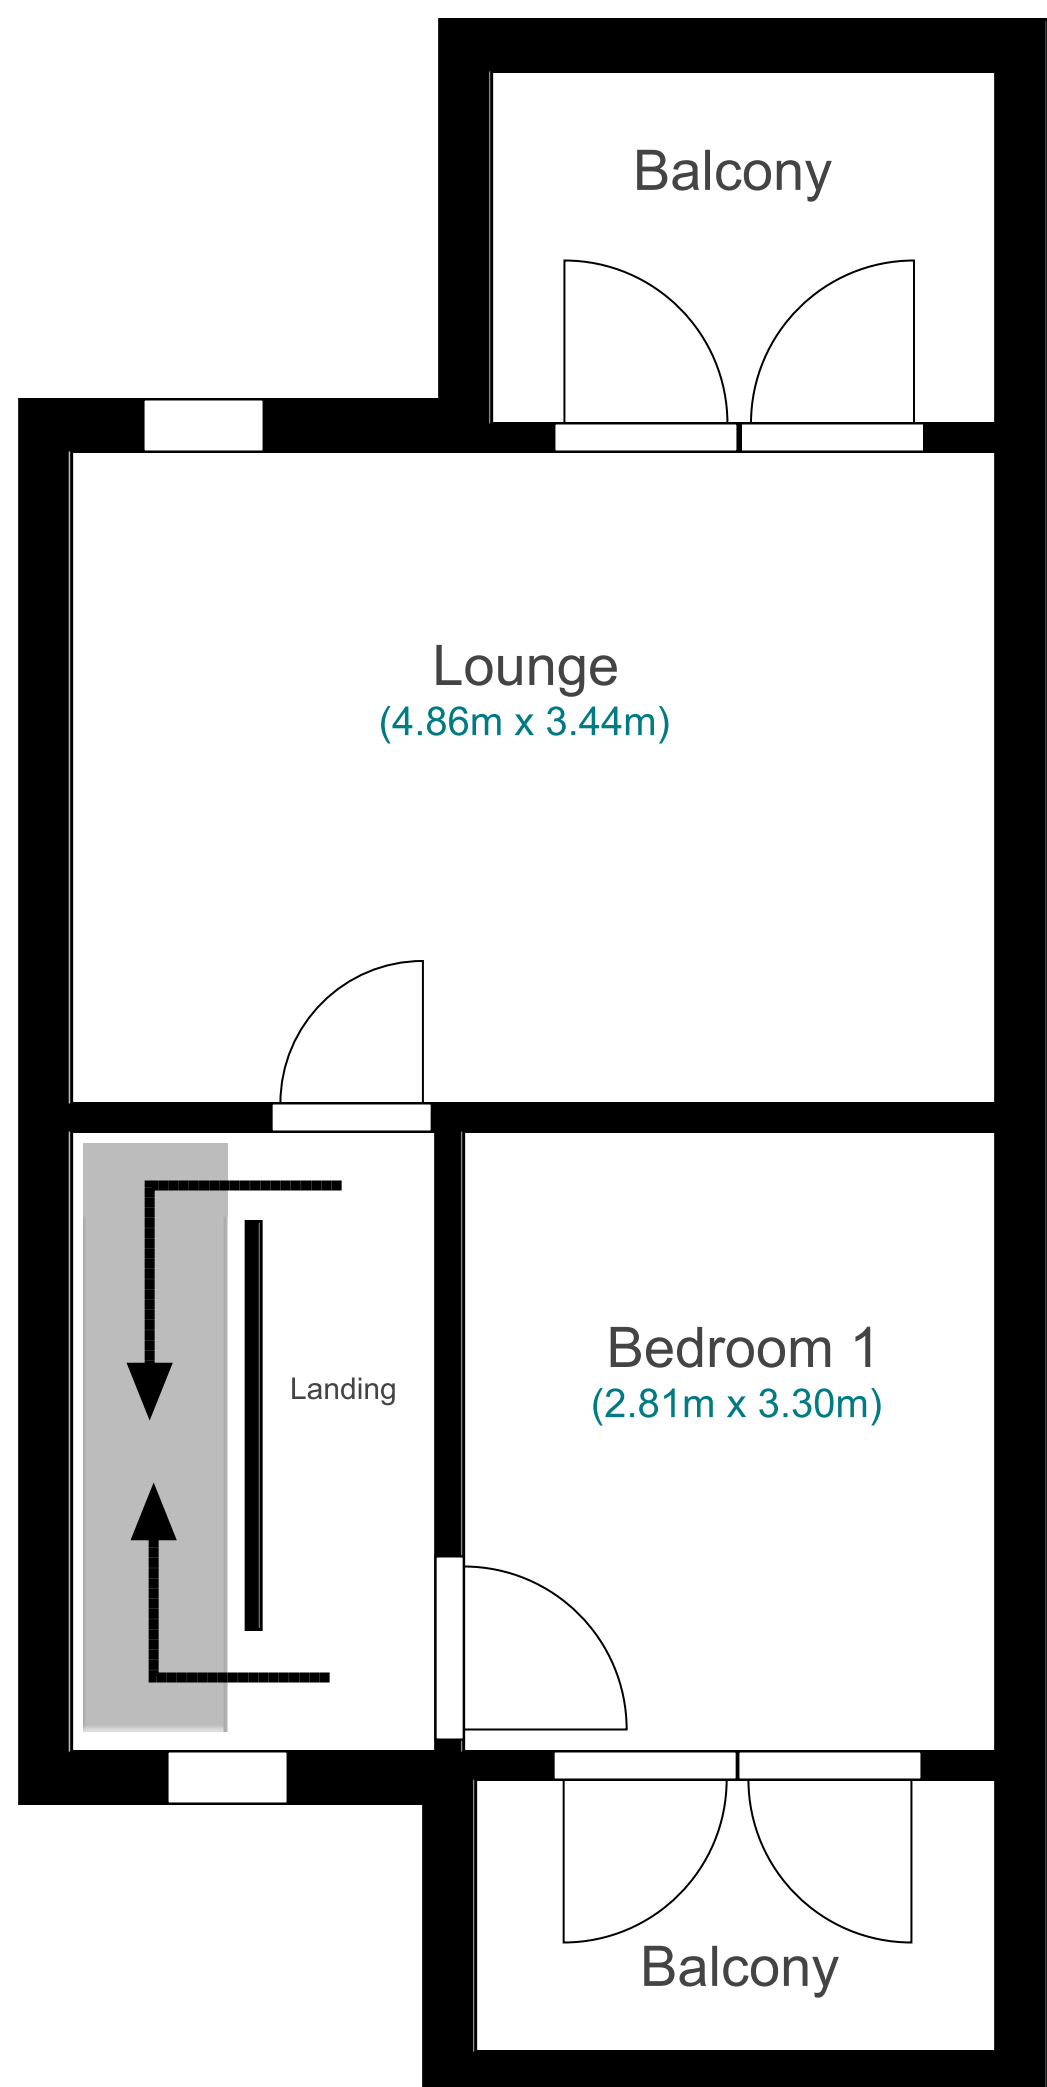 Balcony
Lounge
(4.86m x 3.44m)
Landing
Bedroom 1
(2.81m x 3.30m)
Balcony